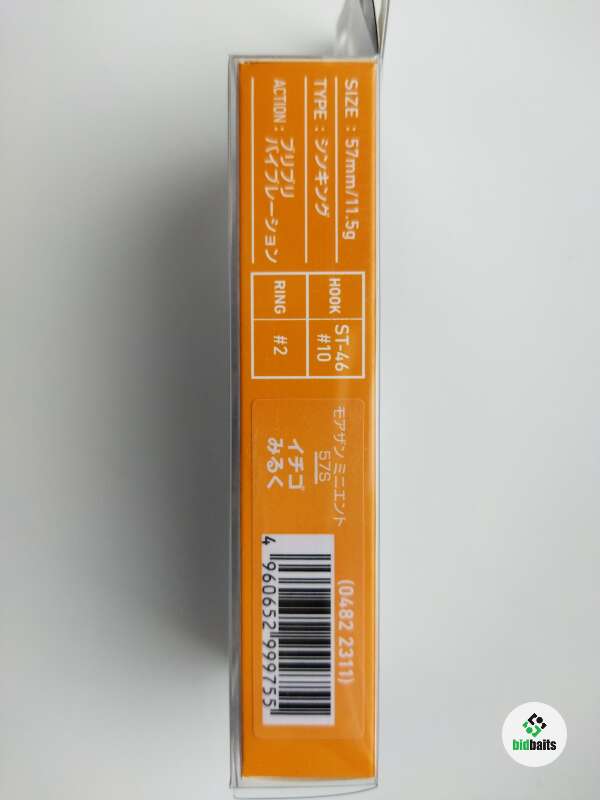 SIZE : 57mm/11.5g
TYPE : シンキング
ACTION : ブリブリ
バイブレーション
HOOK ST-46
#10
RING #2
モアザン ミニエント
57S
イチゴ
みるく
(0482 2311)
4 960652 999755
bidbaits